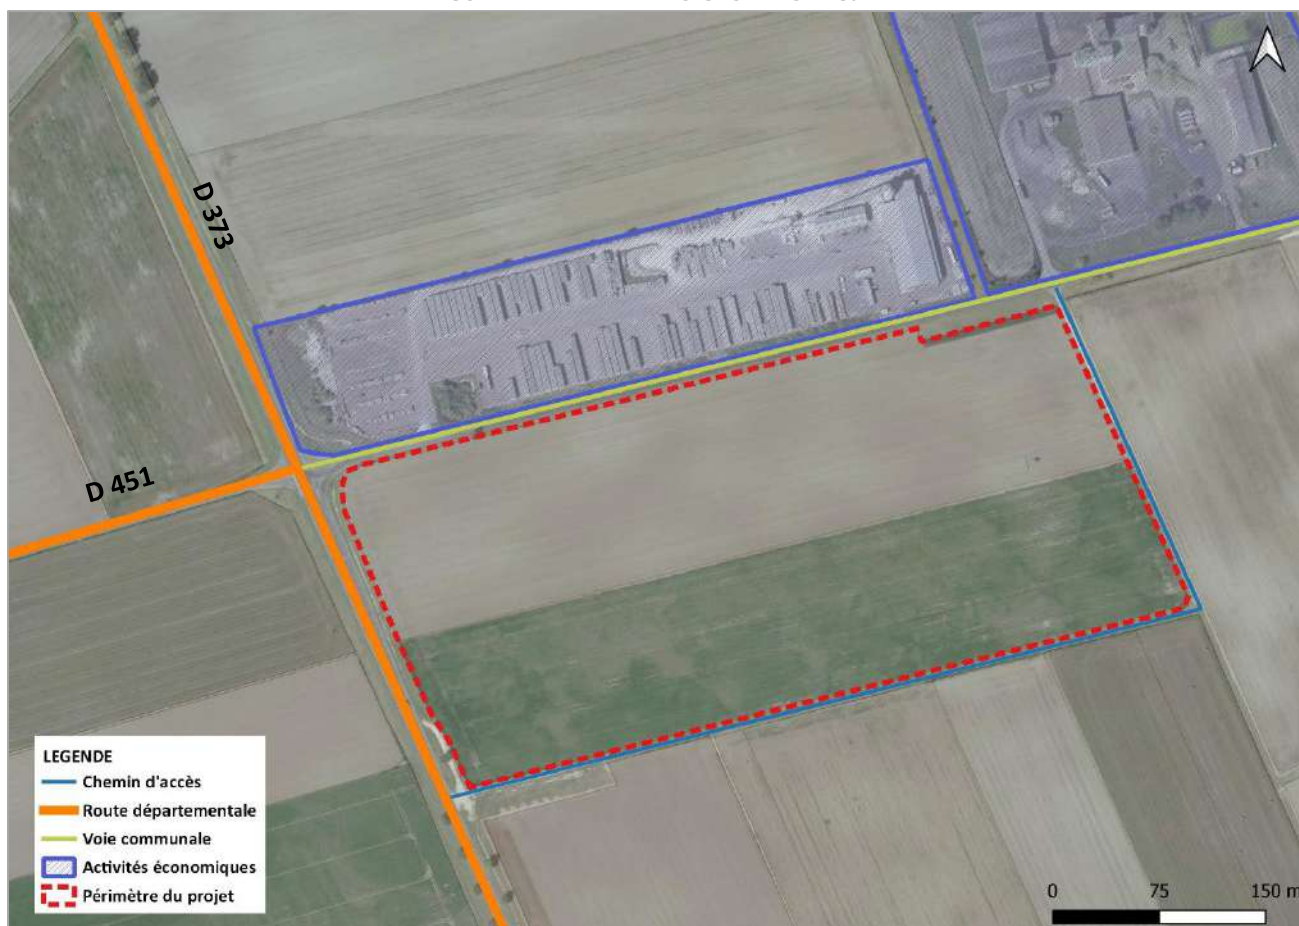 D 373
D 451
LEGENDE
Chemin d'accès
Route départementale
Voie communale
Activités économiques
Périmètre du projet
0 75 150 m